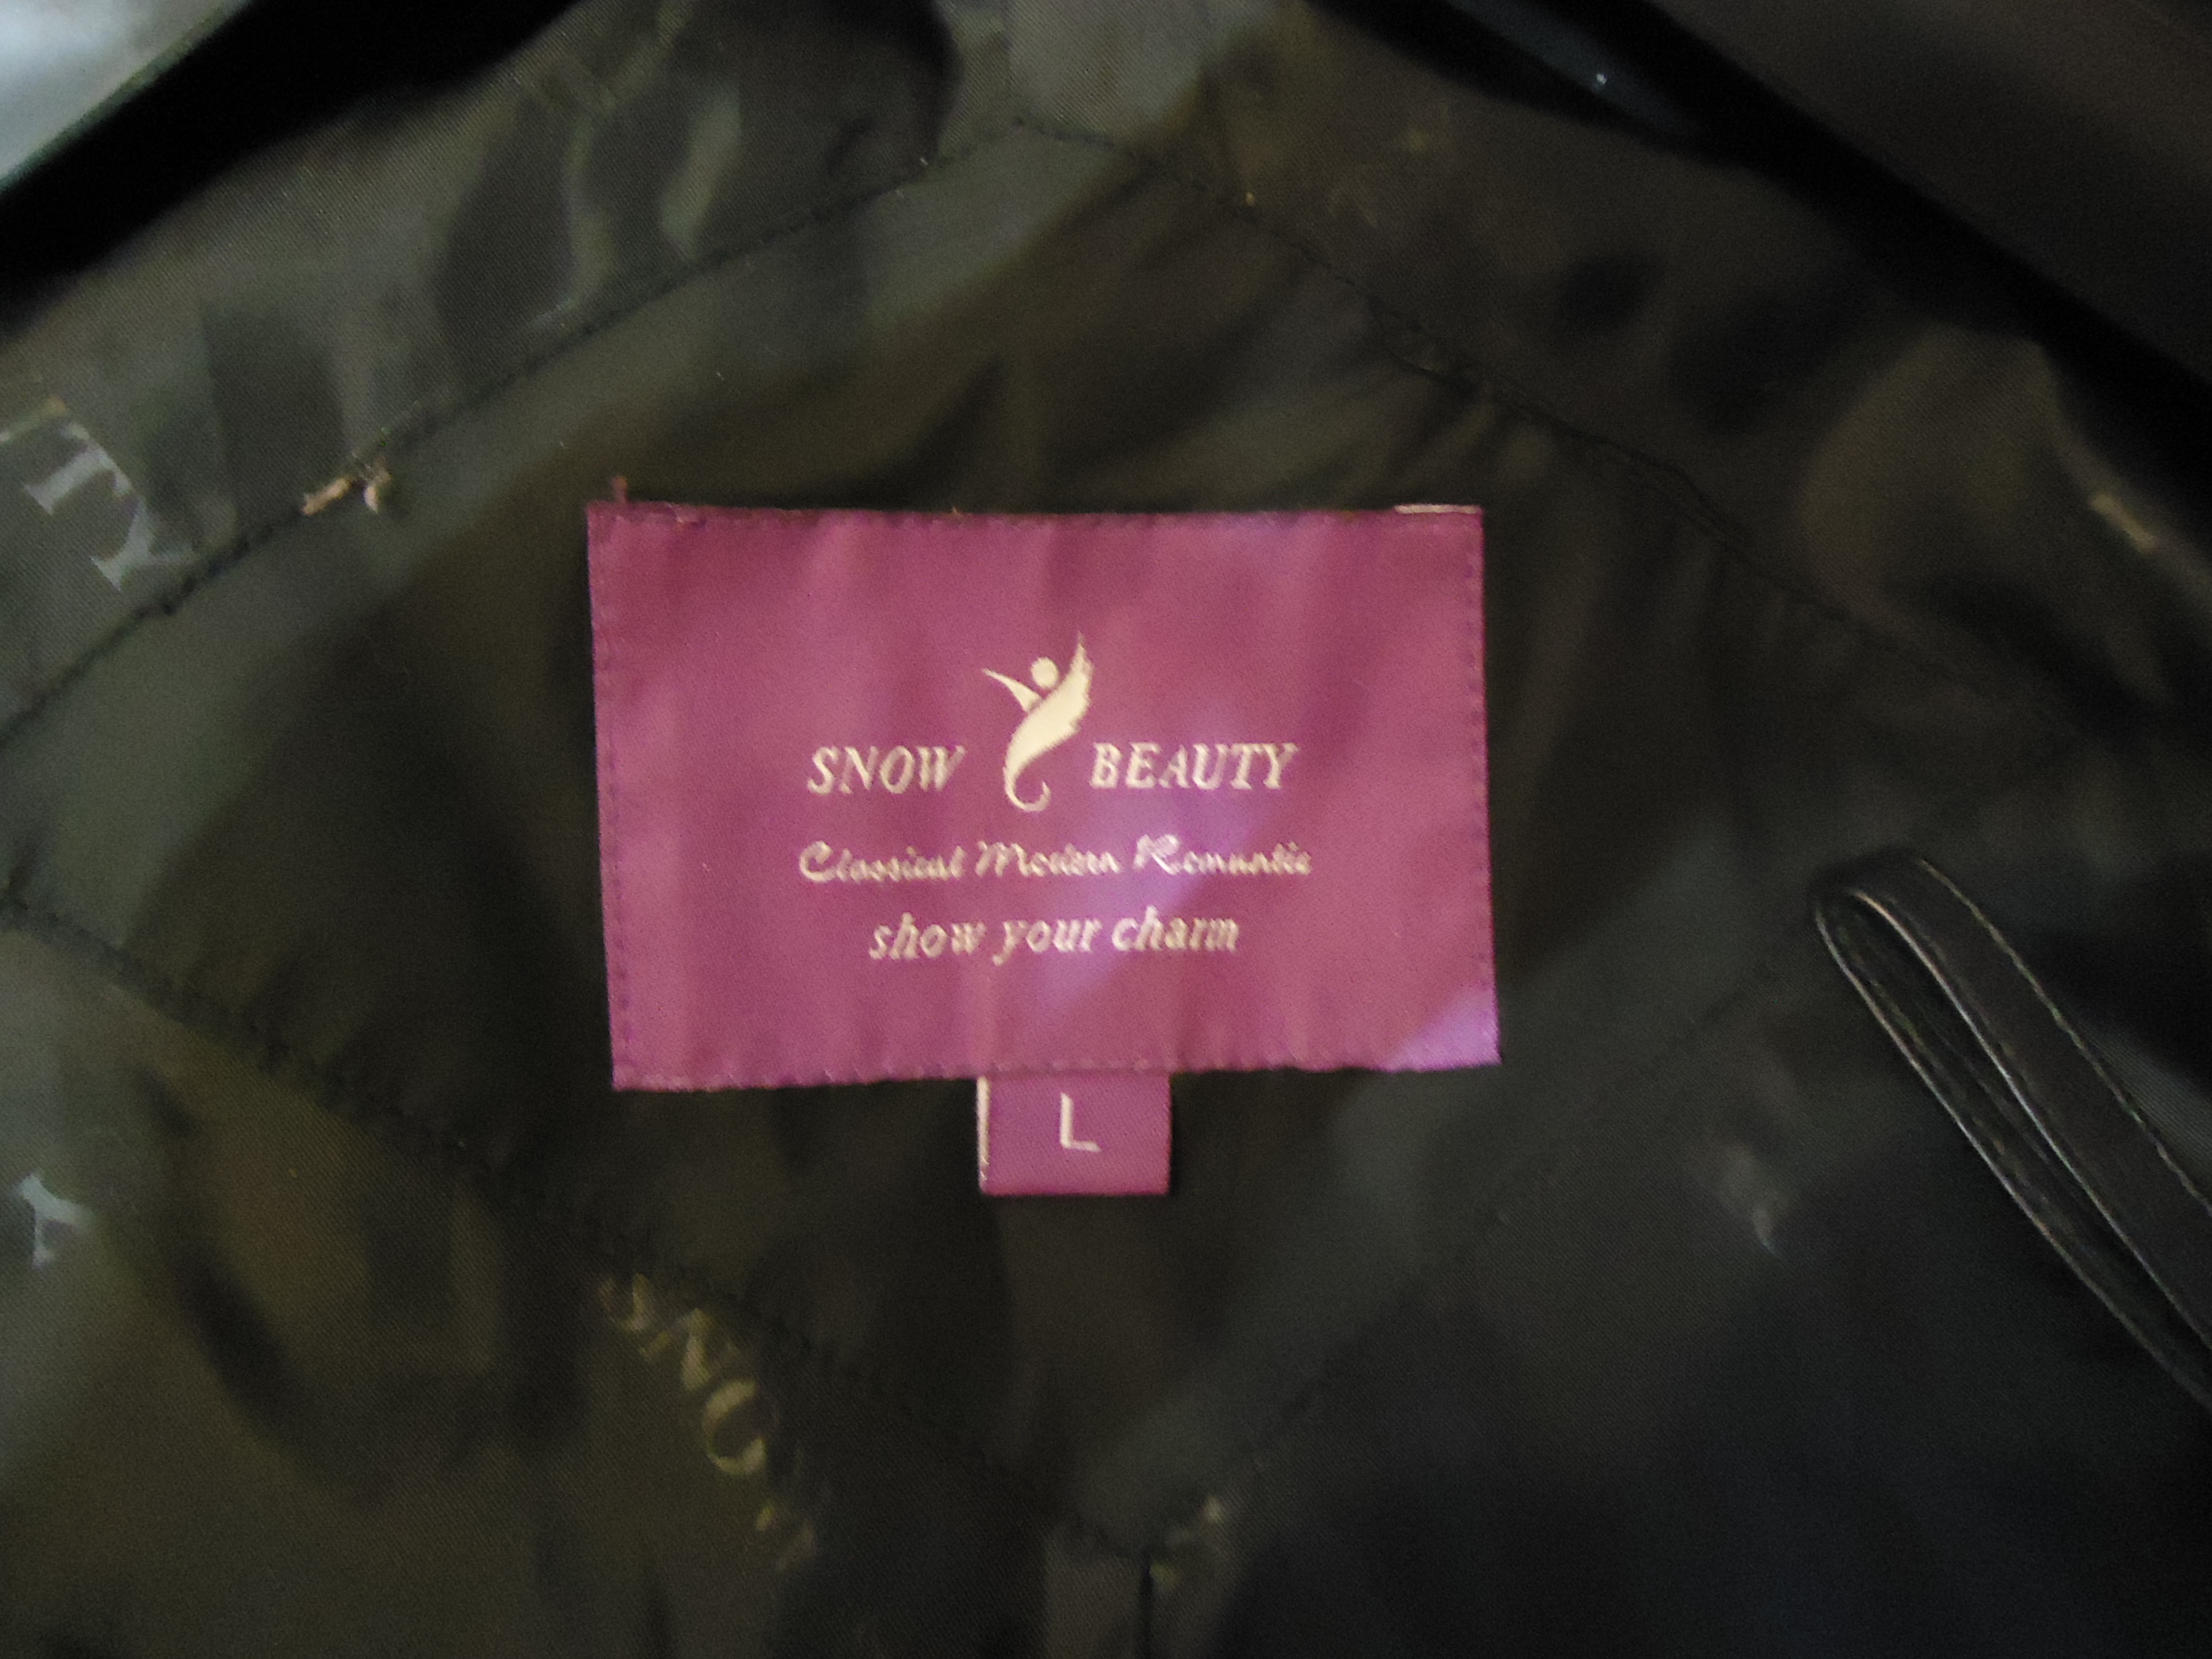 SNOW BEAUTY
Classical Modern Romantic
show your charm
L